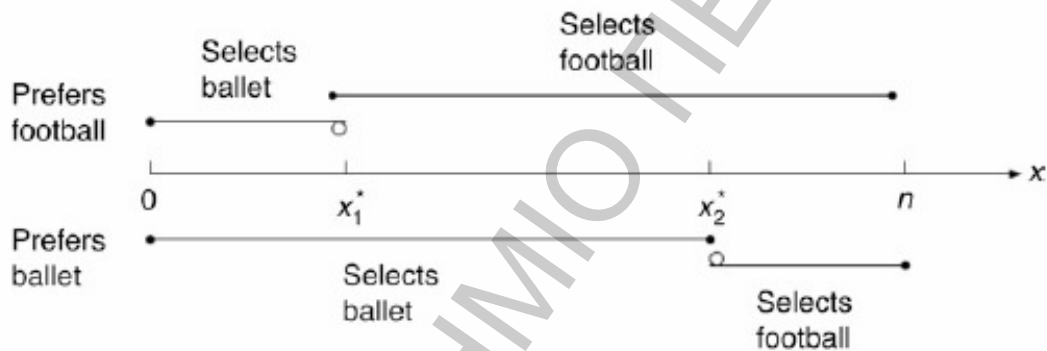 Selects
ballet
Selects
football
Prefers
football
0
x₁*
x₂*
n
x
Prefers
ballet
Selects
ballet
Selects
football